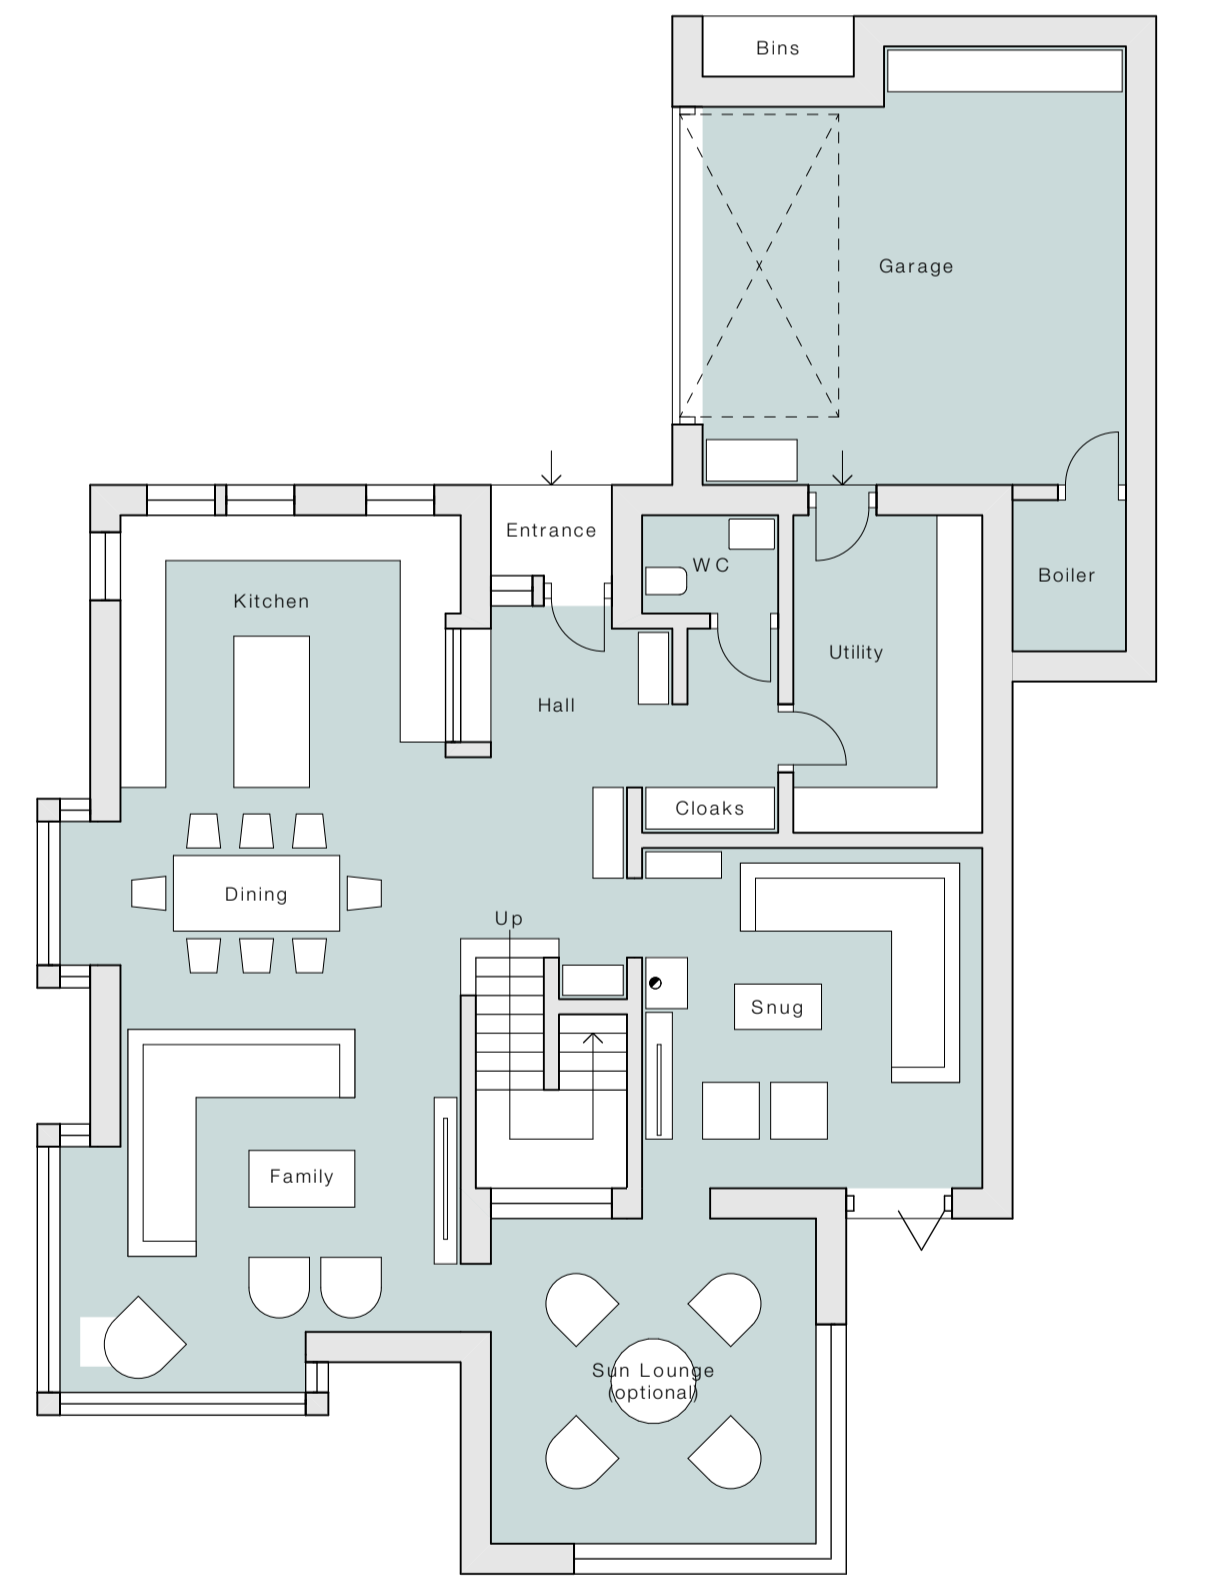 Bins
Garage
Entrance
WC
Boiler
Kitchen
Utility
Hall
Cloaks
Dining
Up
Snug
Family
Sun Lounge
(optional)